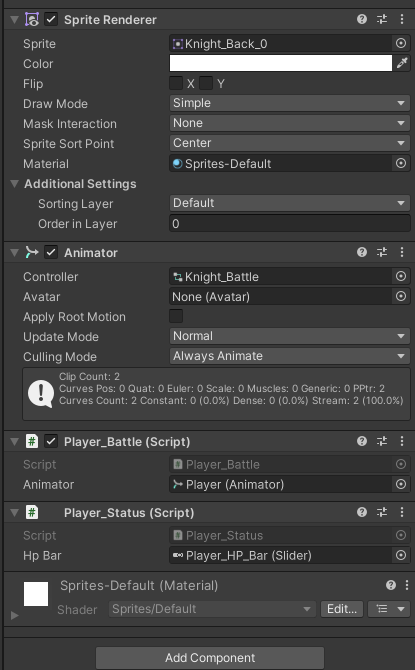 Sprite Renderer
Sprite Knight_Back_0
Color
Flip X Y
Draw Mode Simple
Mask Interaction None
Sprite Sort Point Center
Material Sprites-Default
Additional Settings
Sorting Layer Default
Order in Layer 0
Animator
Controller Knight_Battle
Avatar None (Avatar)
Apply Root Motion
Update Mode Normal
Culling Mode Always Animate
Clip Count: 2
Curves Pos: 0 Quat: 0 Euler: 0 Scale: 0 Muscles: 0 Generic: 0 PPtr: 2
Curves Count: 2 Constant: 0 (0.0%) Dense: 0 (0.0%) Stream: 2 (100.0%)
Player_Battle (Script)
Script Player_Battle
Animator Player (Animator)
Player_Status (Script)
Script Player_Status
Hp Bar Player_HP_Bar (Slider)
Sprites-Default (Material)
Shader Sprites/Default Edit...
Add Component